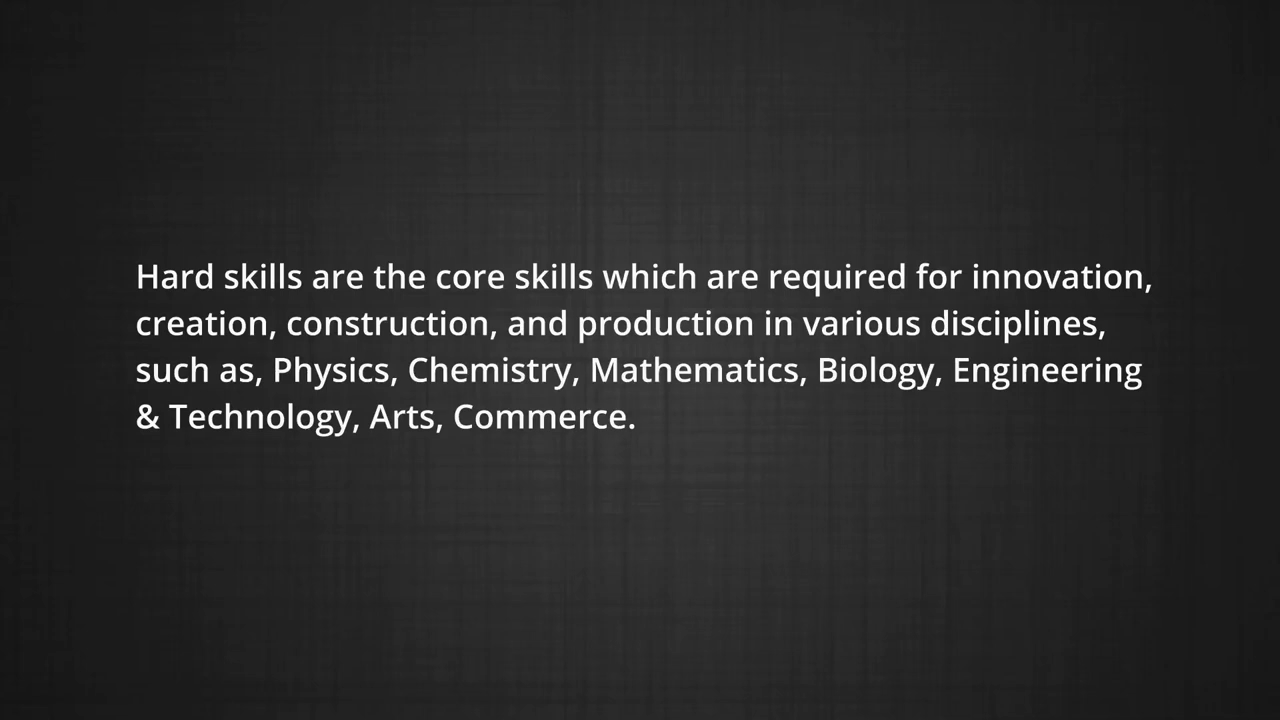 Hard skills are the core skills which are required for innovation,
creation, construction, and production in various disciplines,
such as, Physics, Chemistry, Mathematics, Biology, Engineering
& Technology, Arts, Commerce.